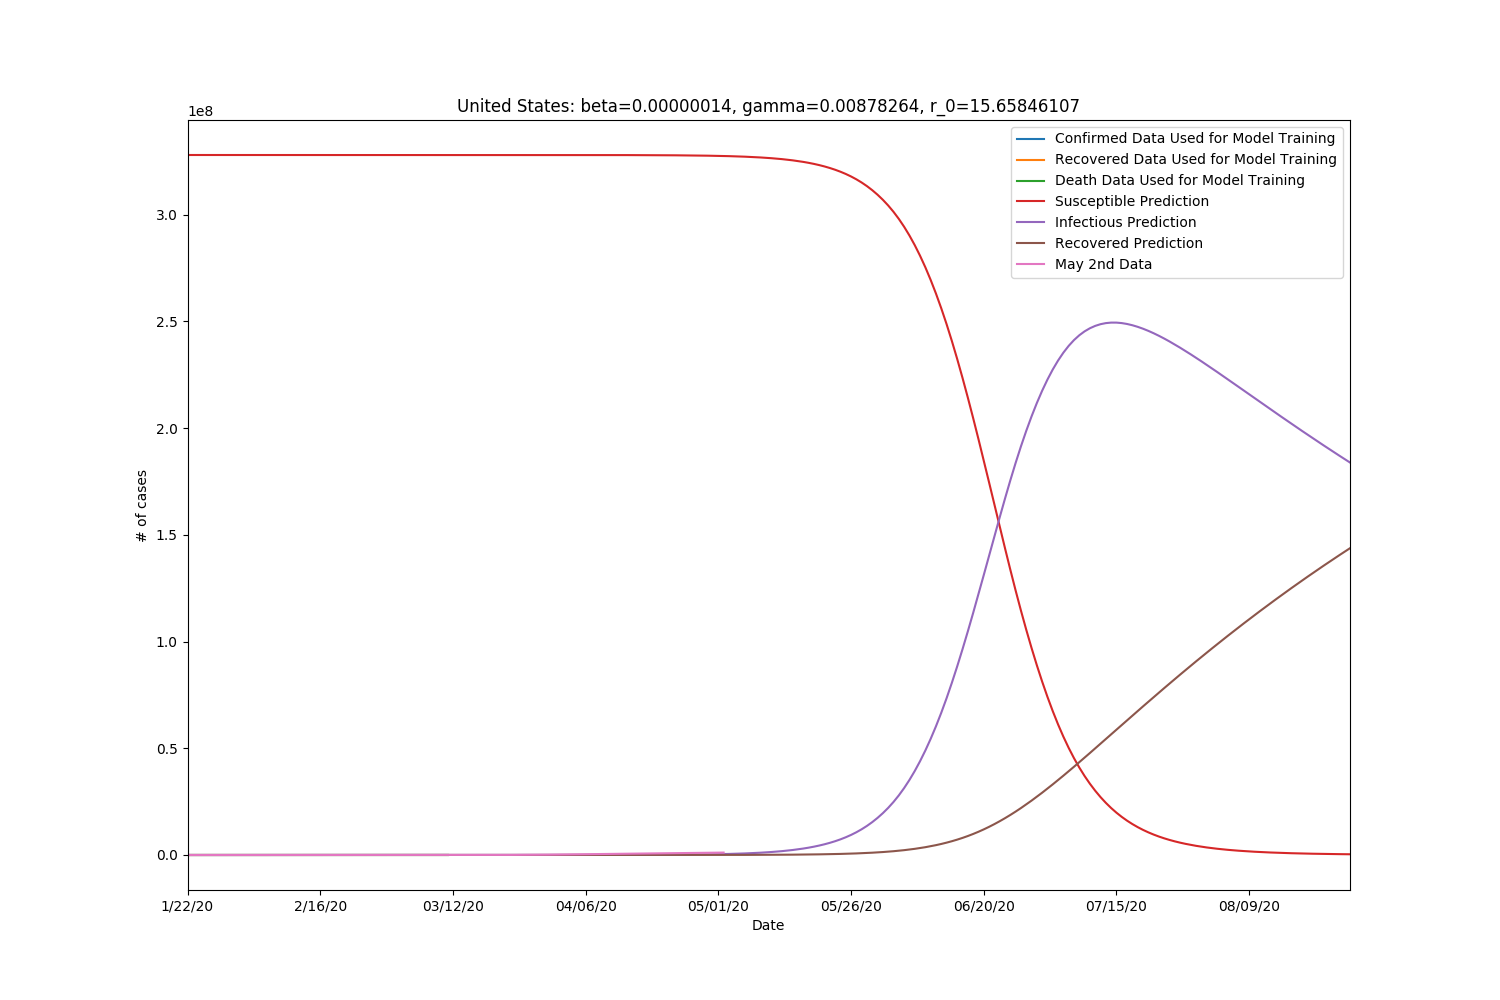 United States: beta=0.00000014, gamma=0.00878264, r_0=15.65846107
1e8
Confirmed Data Used for Model Training
Recovered Data Used for Model Training
Death Data Used for Model Training
Susceptible Prediction
Infectious Prediction
Recovered Prediction
May 2nd Data
3.0
2.5
2.0
1.5
1.0
0.5
0.0
# of cases
1/22/20 2/16/20 03/12/20 04/06/20 05/01/20 05/26/20 06/20/20 07/15/20 08/09/20
Date